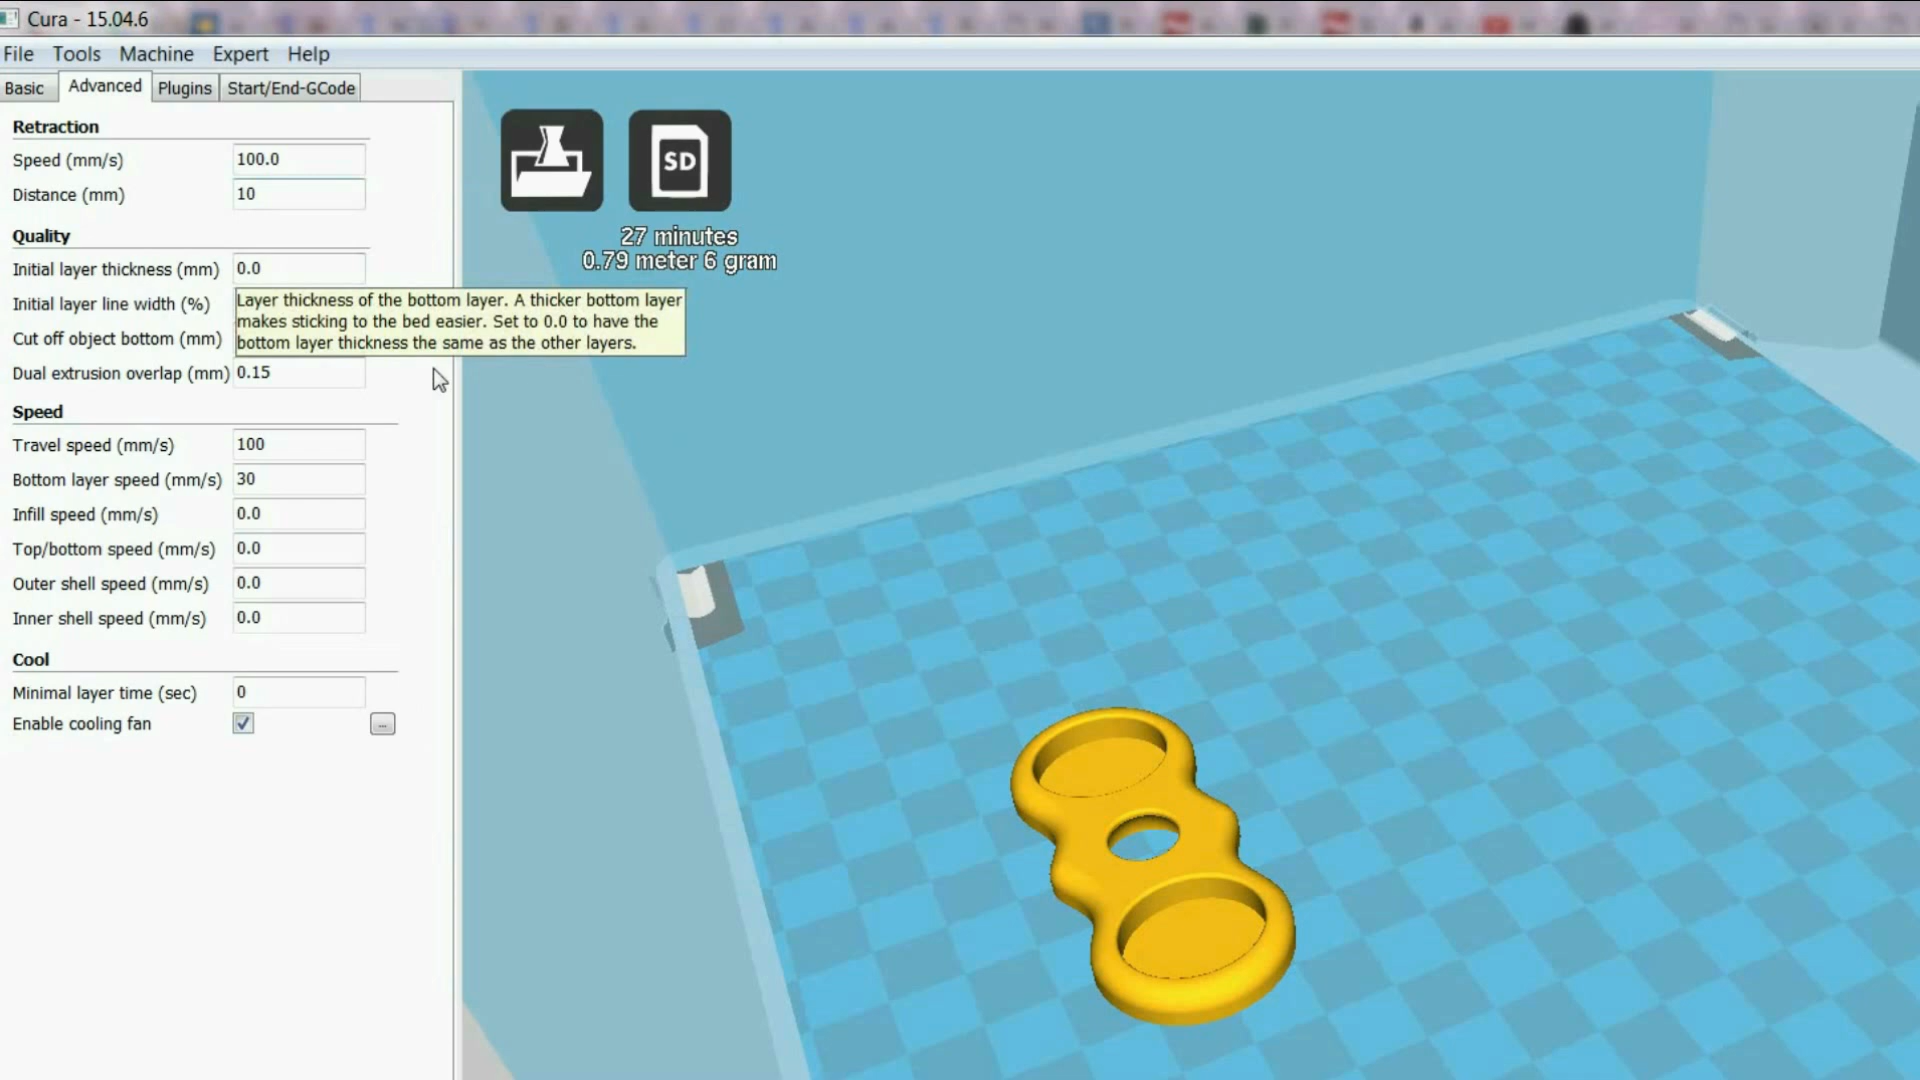 Cura - 15.04.6
File Tools Machine Expert Help
Basic Advanced Plugins Start/End-GCode
Retraction
Speed (mm/s) 100.0
Distance (mm) 10
Quality
Initial layer thickness (mm) 0.0
Initial layer line width (%)
Cut off object bottom (mm)
Dual extrusion overlap (mm) 0.15
Layer thickness of the bottom layer. A thicker bottom layer
makes sticking to the bed easier. Set to 0.0 to have the
bottom layer thickness the same as the other layers.
Speed
Travel speed (mm/s) 100
Bottom layer speed (mm/s) 30
Infill speed (mm/s) 0.0
Top/bottom speed (mm/s) 0.0
Outer shell speed (mm/s) 0.0
Inner shell speed (mm/s) 0.0
Cool
Minimal layer time (sec) 0
Enable cooling fan ...
SD
27 minutes
0.79 meter 6 gram